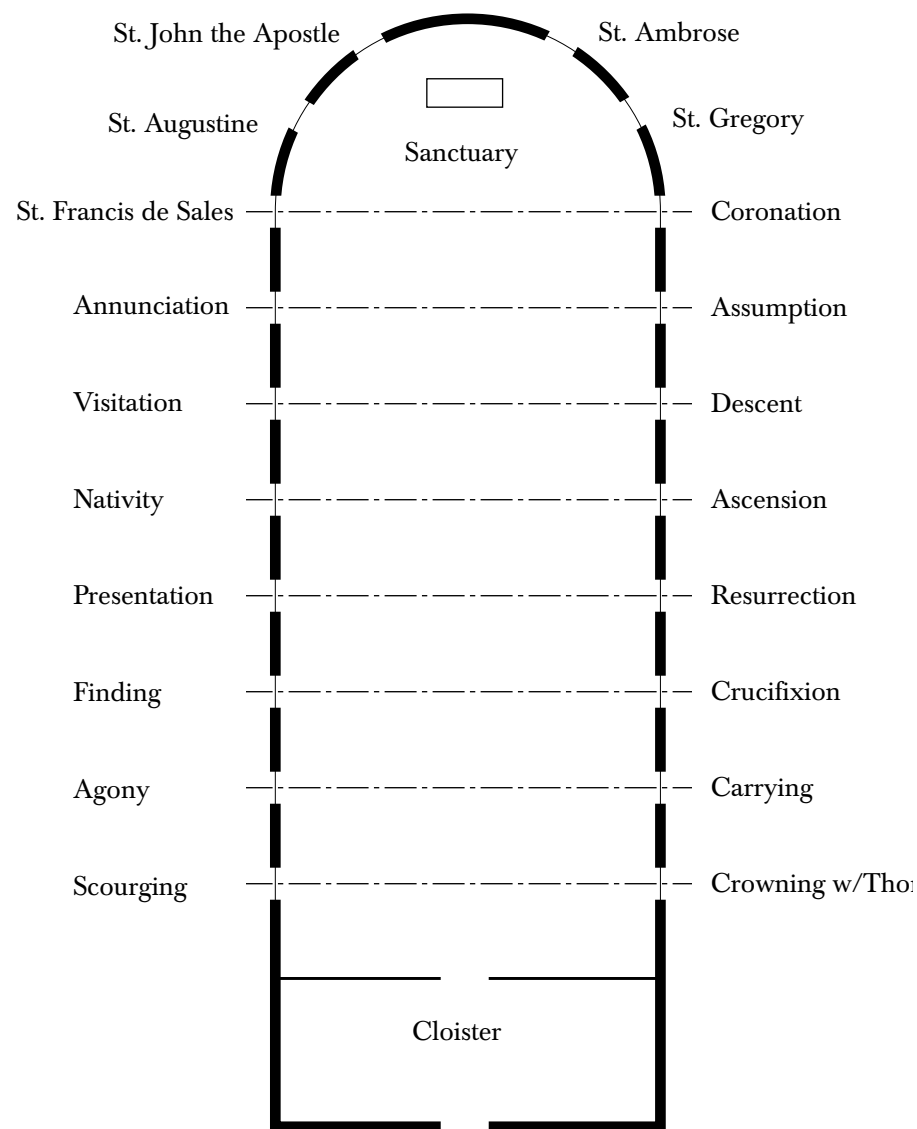 St. John the Apostle
St. Ambrose
St. Augustine
St. Gregory
Sanctuary
St. Francis de Sales
Coronation
Annunciation
Assumption
Visitation
Descent
Nativity
Ascension
Presentation
Resurrection
Finding
Crucifixion
Agony
Carrying
Scourging
Crowning
Cloister